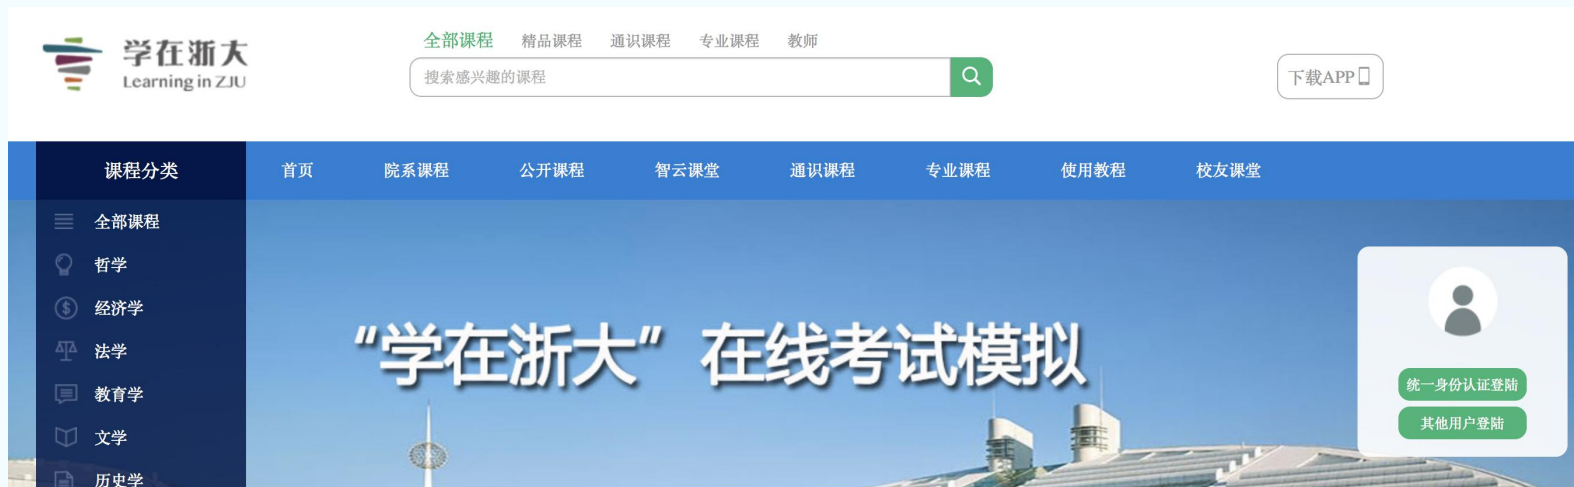 学在浙大
Learning in ZJU
全部课程 精品课程 通识课程 专业课程 教师
搜索感兴趣的课程
下载APP
课程分类 首页 院系课程 公开课程 智云课堂 通识课程 专业课程 使用教程 校友课堂
全部课程
哲学
经济学
法学
教育学
文学
历史学
“学在浙大”在线考试模拟
统一身份认证登陆
其他用户登陆